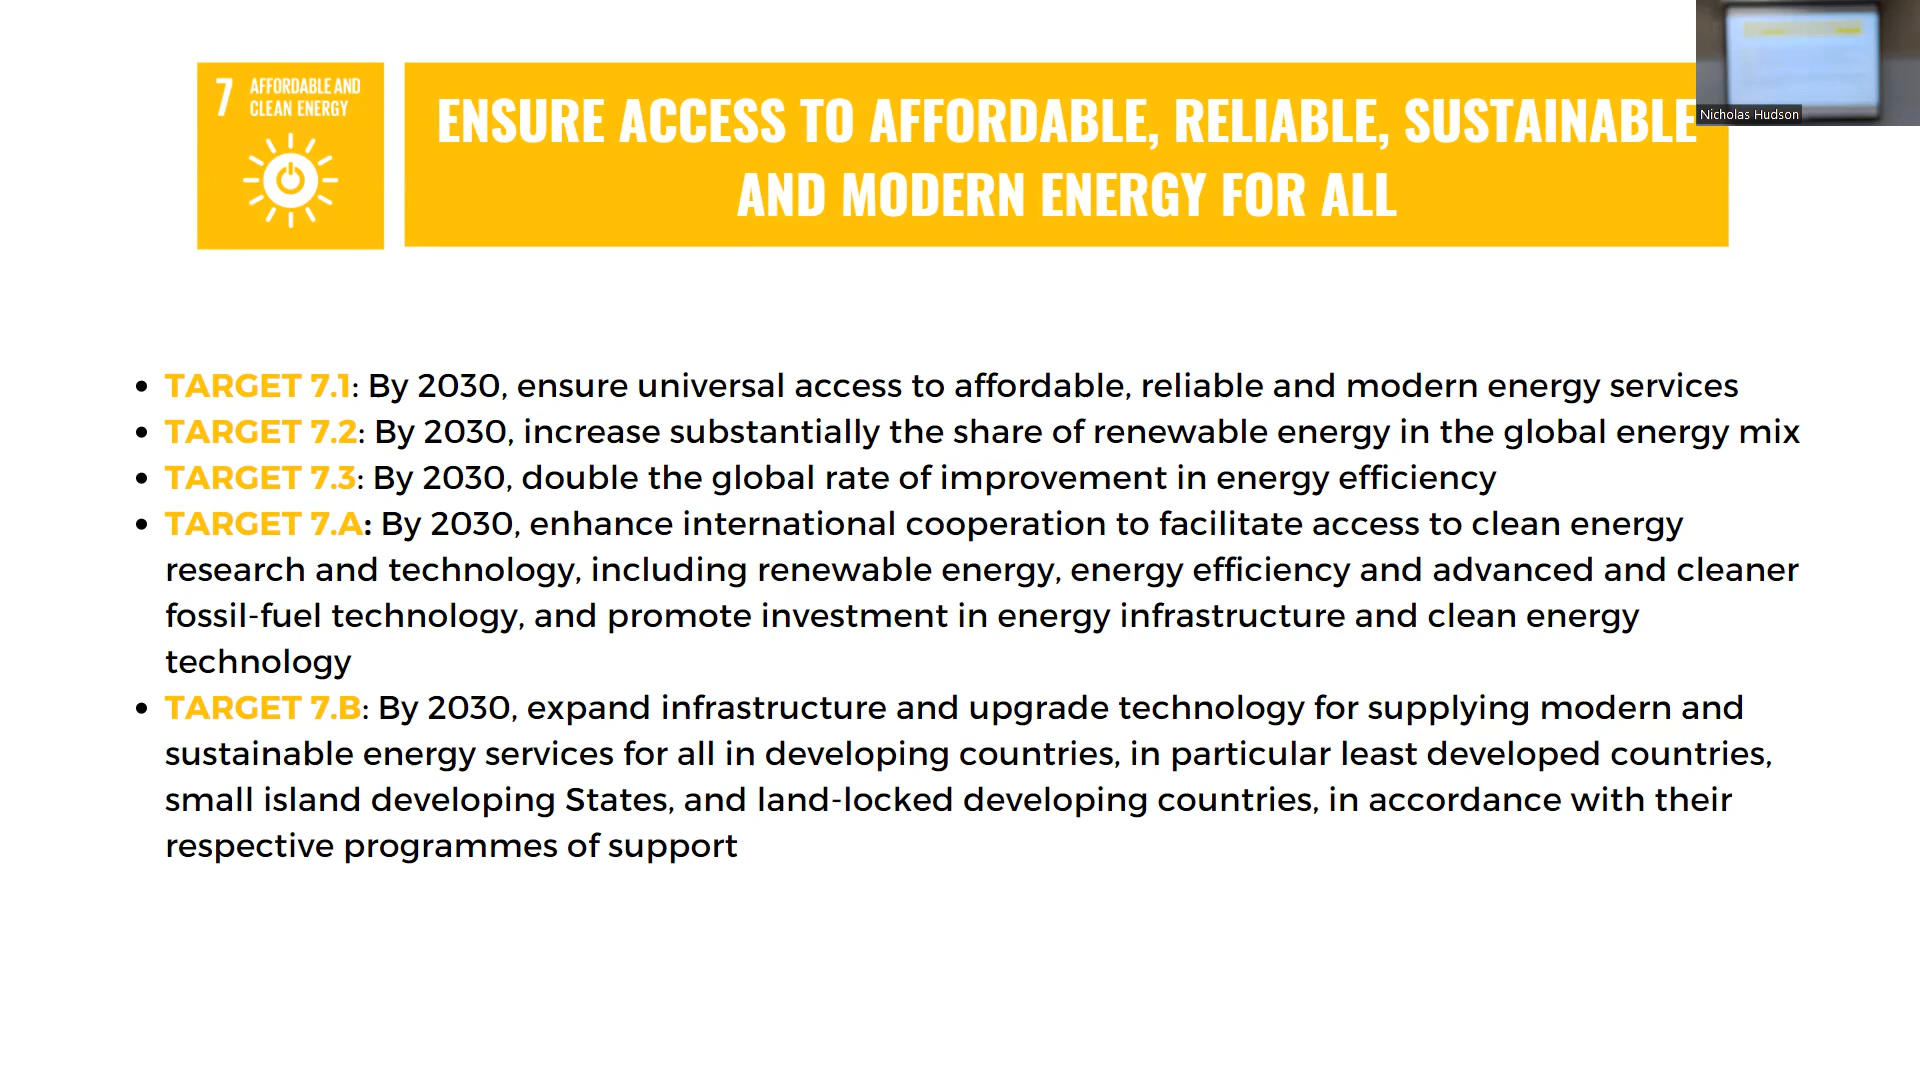 7 AFFORDABLE AND
CLEAN ENERGY
ENSURE ACCESS TO AFFORDABLE, RELIABLE, SUSTAINABLE
AND MODERN ENERGY FOR ALL
Nicholas Hudson
• TARGET 7.1: By 2030, ensure universal access to affordable, reliable and modern energy services
• TARGET 7.2: By 2030, increase substantially the share of renewable energy in the global energy mix
• TARGET 7.3: By 2030, double the global rate of improvement in energy efficiency
• TARGET 7.A: By 2030, enhance international cooperation to facilitate access to clean energy
research and technology, including renewable energy, energy efficiency and advanced and cleaner
fossil-fuel technology, and promote investment in energy infrastructure and clean energy
technology
• TARGET 7.B: By 2030, expand infrastructure and upgrade technology for supplying modern and
sustainable energy services for all in developing countries, in particular least developed countries,
small island developing States, and land-locked developing countries, in accordance with their
respective programmes of support